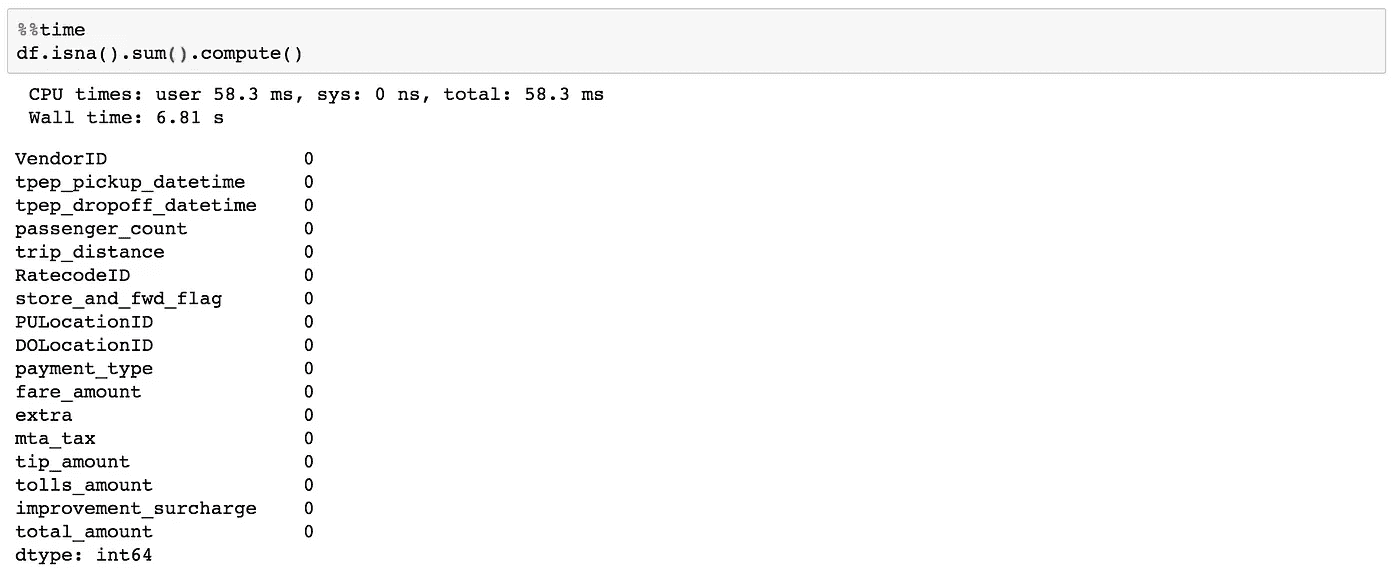 %%time
df.isna().sum().compute()
CPU times: user 58.3 ms, sys: 0 ns, total: 58.3 ms
Wall time: 6.81 s
VendorID 0
tpep_pickup_datetime 0
tpep_dropoff_datetime 0
passenger_count 0
trip_distance 0
RatecodeID 0
store_and_fwd_flag 0
PULocationID 0
DOLocationID 0
payment_type 0
fare_amount 0
extra 0
mta_tax 0
tip_amount 0
tolls_amount 0
improvement_surcharge 0
total_amount 0
dtype: int64